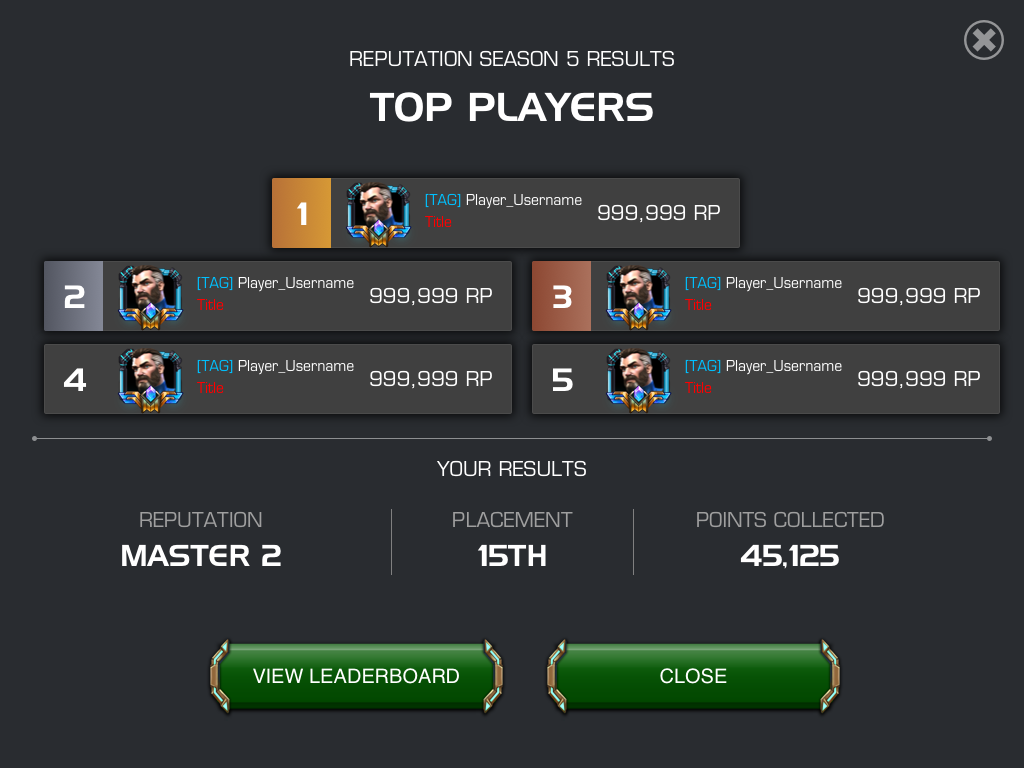 REPUTATION SEASON 5 RESULTS
TOP PLAYERS
1
[TAG] Player_Username
Title
999,999 RP
2
[TAG] Player_Username
Title
999,999 RP
3
[TAG] Player_Username
Title
999,999 RP
4
[TAG] Player_Username
Title
999,999 RP
5
[TAG] Player_Username
Title
999,999 RP
YOUR RESULTS
REPUTATION
MASTER 2
PLACEMENT
15TH
POINTS COLLECTED
45,125
VIEW LEADERBOARD
CLOSE